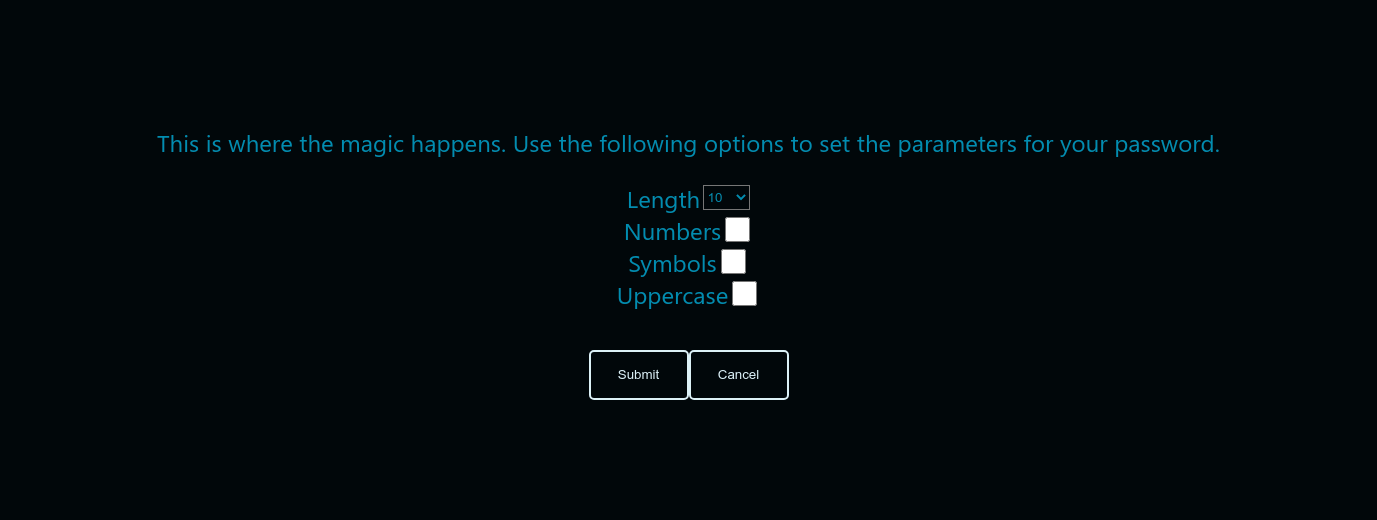 This is where the magic happens. Use the following options to set the parameters for your password.
Length 10
Numbers
Symbols
Uppercase
Submit Cancel